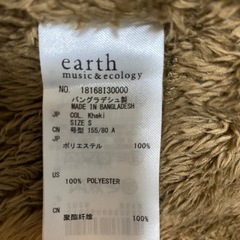 earth
music & ecology
NO. 18168I30000
バングラデシュ製
MADE IN BANGLADESH
JP COL. Khaki
SIZE S
CN 号型 155/80 A
JP
ポリエステル 100%
US
100% POLYESTER
CN
聚酯纤维 100%